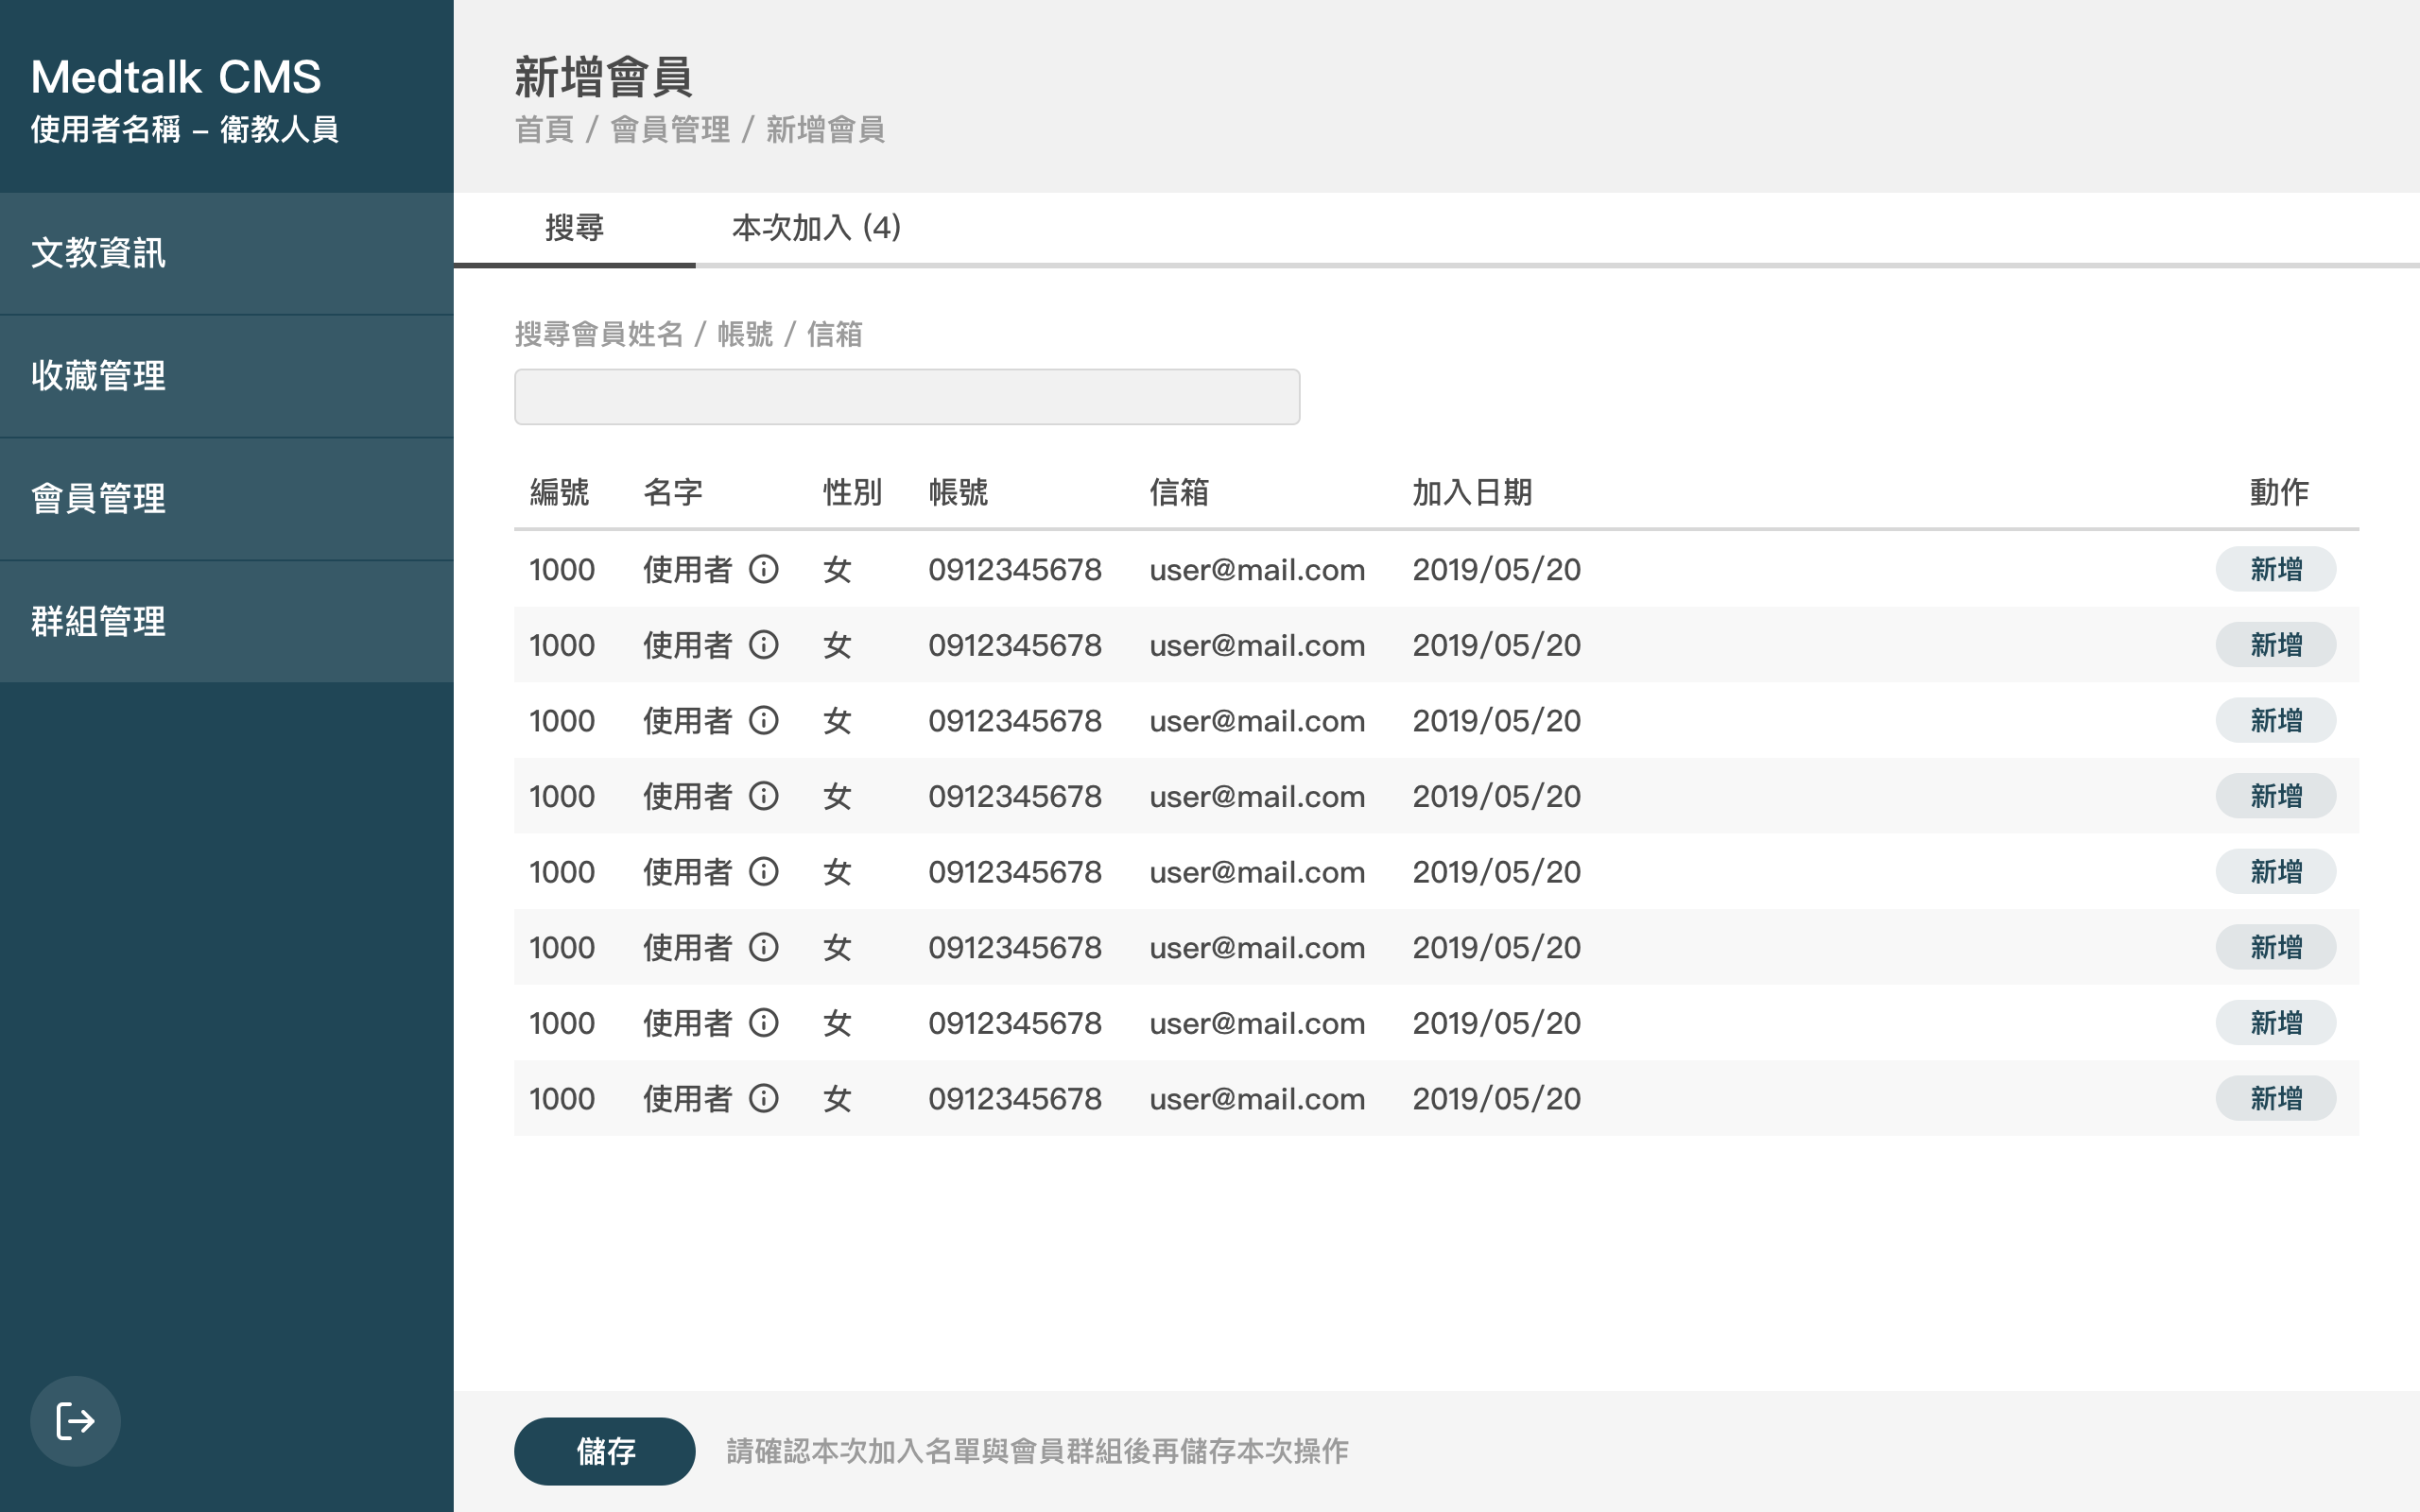 Medtalk CMS
使用者名稱 – 衛教人員
文教資訊
收藏管理
會員管理
群組管理
新增會員
首頁 / 會員管理 / 新增會員
搜尋 本次加入 (4)
搜尋會員姓名 / 帳號 / 信箱
編號 名字 性別 帳號 信箱 加入日期 動作
1000 使用者 女 0912345678 user@mail.com 2019/05/20 新增
1000 使用者 女 0912345678 user@mail.com 2019/05/20 新增
1000 使用者 女 0912345678 user@mail.com 2019/05/20 新增
1000 使用者 女 0912345678 user@mail.com 2019/05/20 新增
1000 使用者 女 0912345678 user@mail.com 2019/05/20 新增
1000 使用者 女 0912345678 user@mail.com 2019/05/20 新增
1000 使用者 女 0912345678 user@mail.com 2019/05/20 新增
1000 使用者 女 0912345678 user@mail.com 2019/05/20 新增
儲存 請確認本次加入名單與會員群組後再儲存本次操作